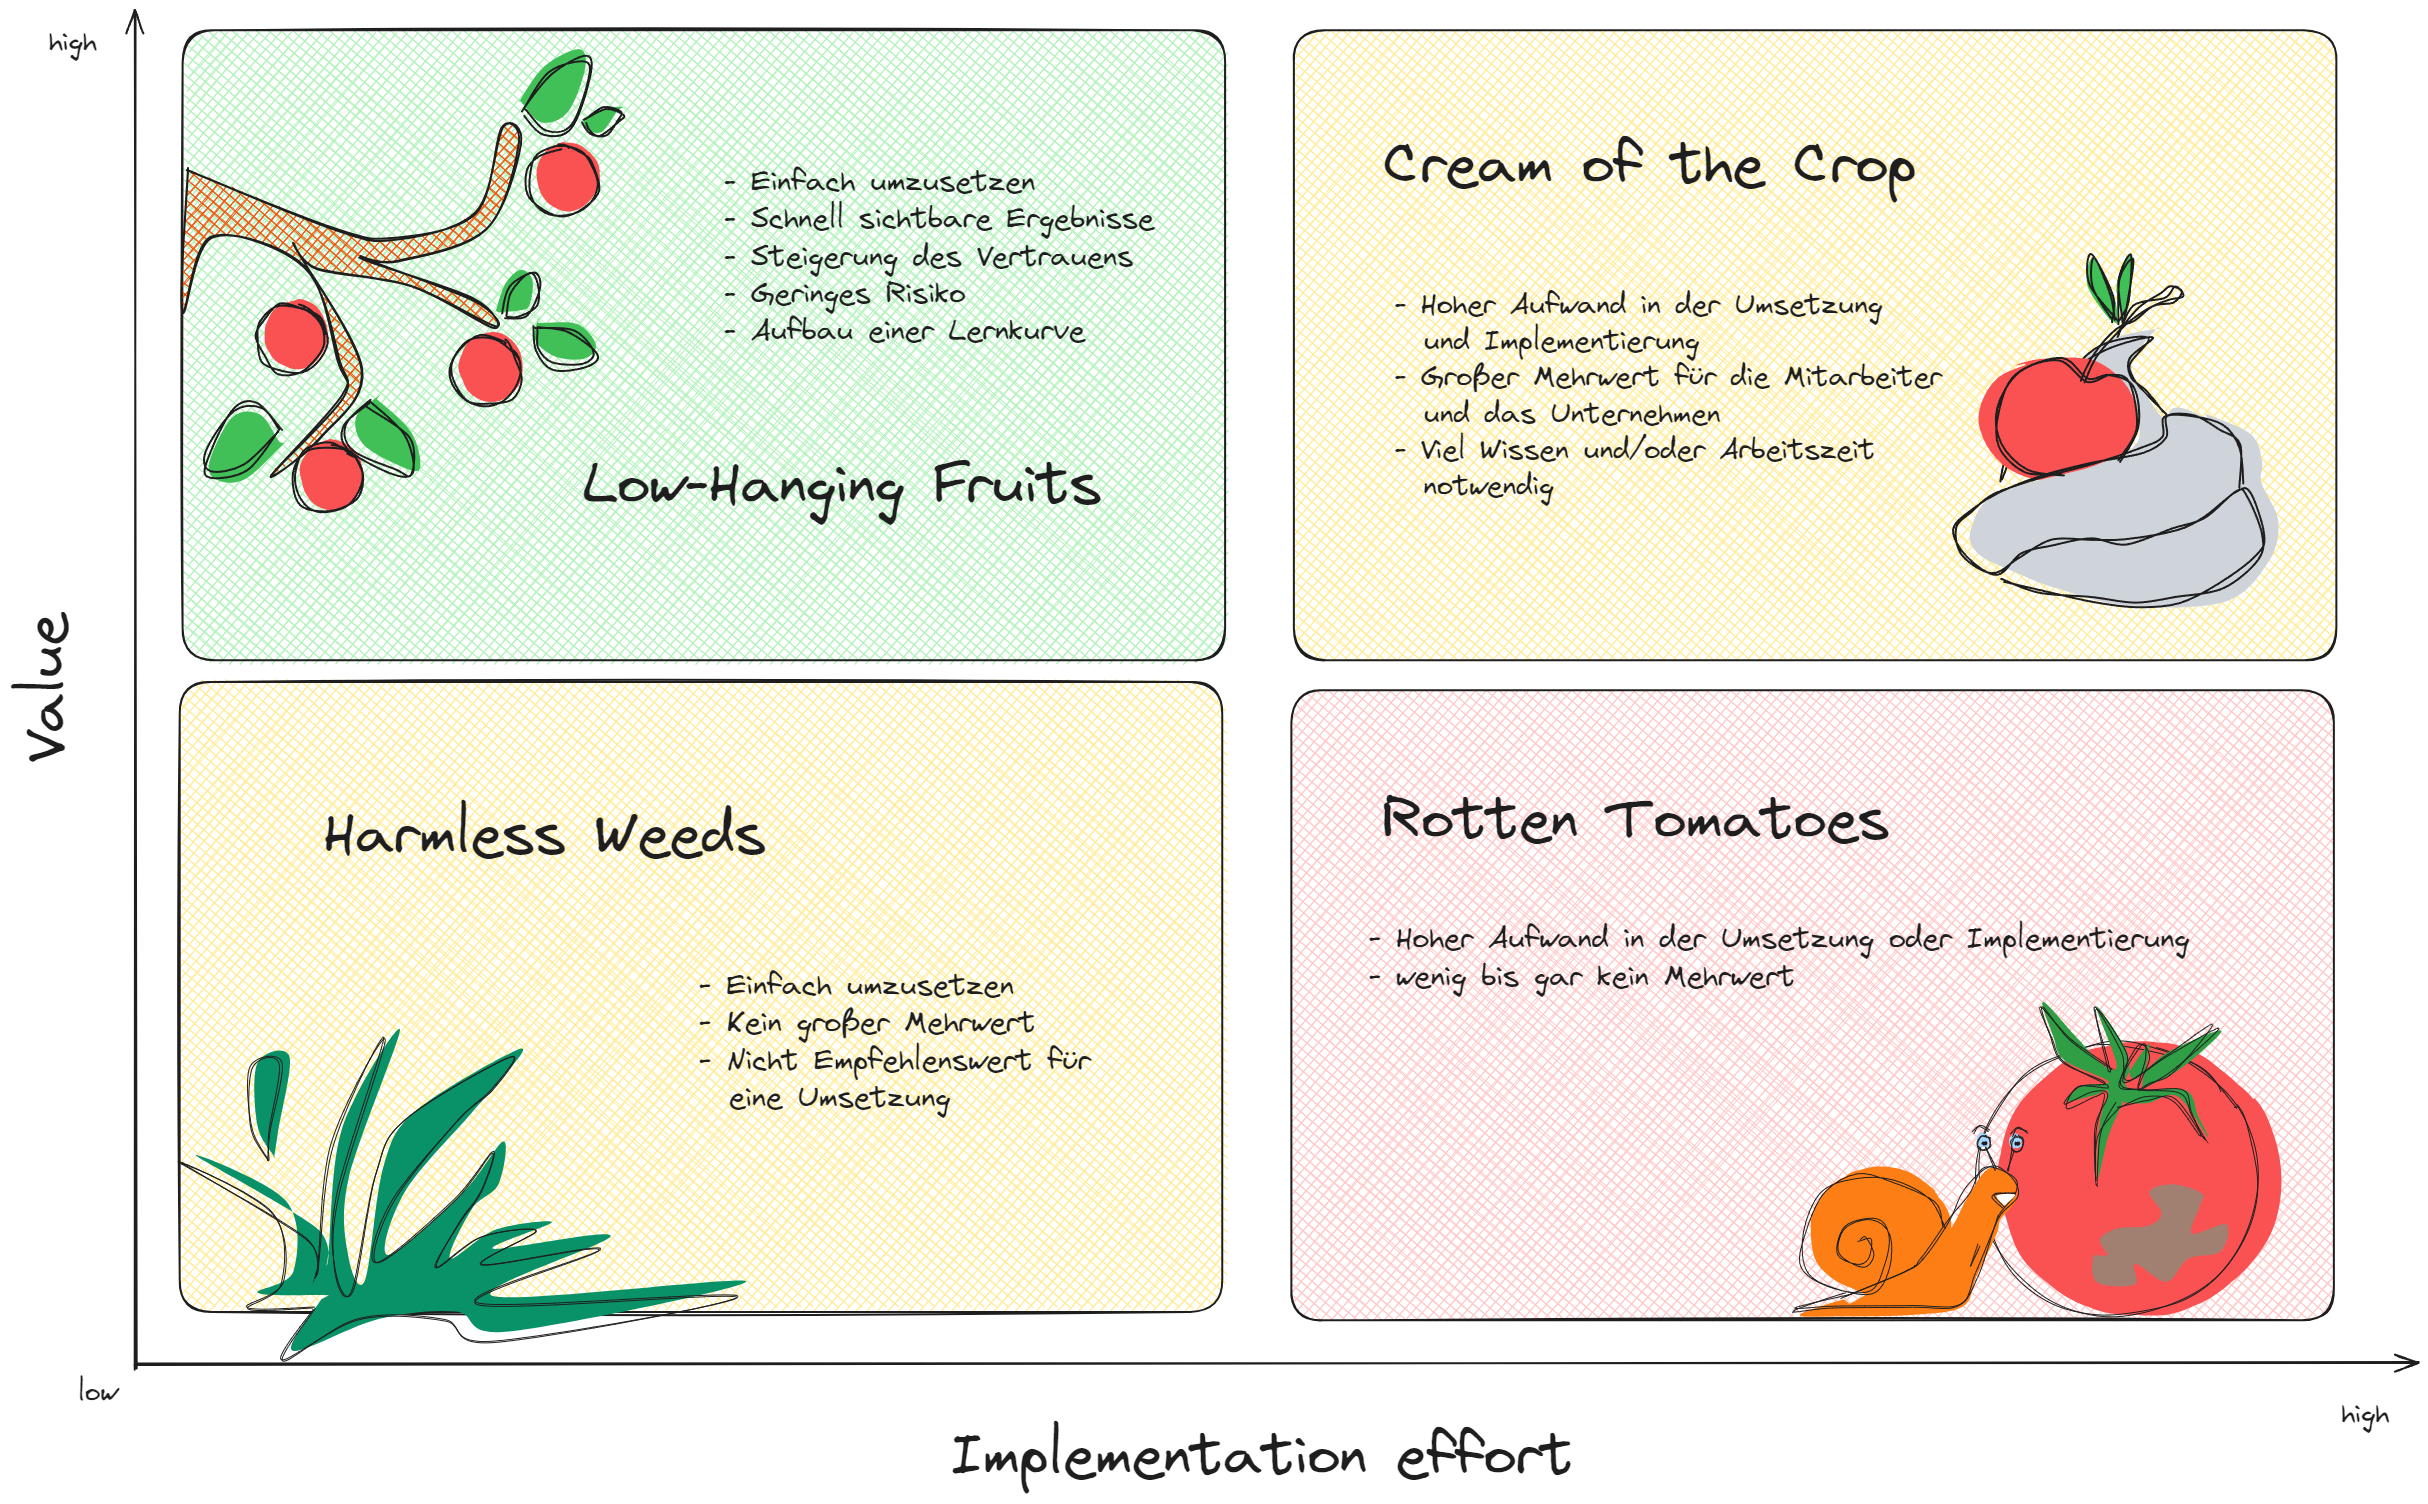 high
- Einfach umzusetzen
- Schnell sichtbare Ergebnisse
- Steigerung des Vertrauens
- Geringes Risiko
- Aufbau einer Lernkurve
Low-Hanging Fruits
Cream of the Crop
- Hoher Aufwand in der Umsetzung
und Implementierung
- Großer Mehrwert für die Mitarbeiter
und das Unternehmen
- Viel Wissen und/oder Arbeitszeit
notwendig
Value
Harmless Weeds
- Einfach umzusetzen
- Kein großer Mehrwert
- Nicht Empfehlenswert für
eine Umsetzung
Rotten Tomatoes
- Hoher Aufwand in der Umsetzung oder Implementierung
- wenig bis gar kein Mehrwert
low
high
Implementation effort